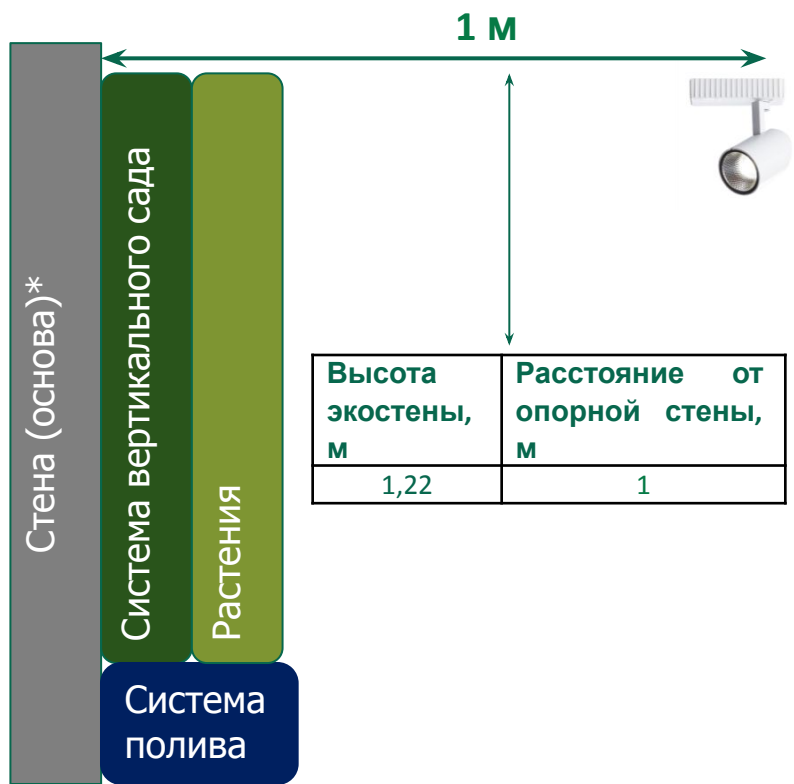 1 м
Стена (основа)*
Система вертикального сада
Растения
Высота
экостены,
м
Расстояние от
опорной стены,
м
1,22
1
Система
полива